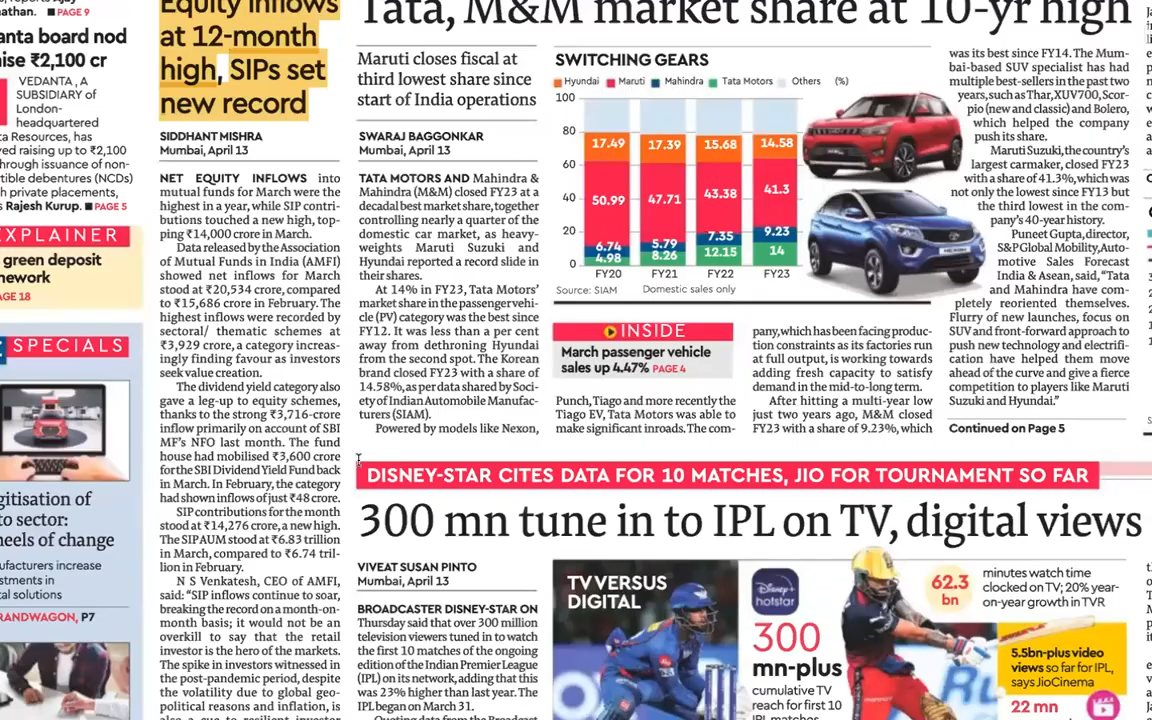 nathan. ■ PAGE 9
anta board nod
ise ₹2,100 cr
VEDANTA , A
SUBSIDIARY of
London-
headquartered
ta Resources, has
ved raising up to ₹2,100
hrough issuance of non-
tible debentures (NCDs)
h private placements,
s Rajesh Kurup. ■ PAGE 5
EXPLAINER
green deposit
nework
AGE 18
SPECIALS
gitisation of
to sector:
heels of change
ufacturers increase
stments in
tal solutions
RANDWAGON, P7
Equity inflows
at 12-month
high, SIPs set
new record
SIDDHANT MISHRA
Mumbai, April 13
NET EQUITY INFLOWS into
mutual funds for March were the
highest in a year, while SIP contri-
butions touched a new high, top-
ping ₹14,000 crore in March.
Data released by the Association
of Mutual Funds in India (AMFI)
showed net inflows for March
stood at ₹20,534 crore, compared
to ₹15,686 crore in February. The
highest inflows were recorded by
sectoral/ thematic schemes at
₹3,929 crore, a category increas-
ingly finding favour as investors
seek value creation.
The dividend yield category also
gave a leg-up to equity schemes,
thanks to the strong ₹3,716-crore
inflow primarily on account of SBI
MF's NFO last month. The fund
house had mobilised ₹3,600 crore
for the SBI Dividend Yield Fund back
in March. In February, the category
had shown inflows of just ₹48 crore.
SIP contributions for the month
stood at ₹14,276 crore, a new high.
The SIP AUM stood at ₹6.83 trillion
in March, compared to ₹6.74 tril-
lion in February.
N S Venkatesh, CEO of AMFI,
said: "SIP inflows continue to soar,
breaking the record on a month-on-
month basis; it would not be an
overkill to say that the retail
investor is the hero of the markets.
The spike in investors witnessed in
the post-pandemic period, despite
the volatility due to global geo-
political reasons and inflation, is
also a cue to resilient investor
Tata, M&M market share at 10-yr high
Maruti closes fiscal at
third lowest share since
start of India operations
SWARAJ BAGGONKAR
Mumbai, April 13
TATA MOTORS AND Mahindra &
Mahindra (M&M) closed FY23 at a
decadal best market share, together
controlling nearly a quarter of the
domestic car market, as heavy-
weights Maruti Suzuki and
Hyundai reported a record slide in
their shares.
At 14% in FY23, Tata Motors'
market share in the passenger vehi-
cle (PV) category was the best since
FY12. It was less than a per cent
away from dethroning Hyundai
from the second spot. The Korean
brand closed FY23 with a share of
14.58%, as per data shared by Soci-
ety of Indian Automobile Manufac-
turers (SIAM).
Powered by models like Nexon,
SWITCHING GEARS
Hyundai Maruti Mahindra Tata Motors Others (%)
100
80
60
40
20
0
17.49 17.39 15.68 14.58
50.99 47.71 43.38 41.3
6.74 5.79 7.35 9.23
4.98 8.26 12.15 14
FY20 FY21 FY22 FY23
Source: SIAM Domestic sales only
INSIDE
March passenger vehicle
sales up 4.47% PAGE 4
Punch, Tiago and more recently the
Tiago EV, Tata Motors was able to
make significant inroads. The com-
pany, which has been facing produc-
tion constraints as its factories run
at full output, is working towards
adding fresh capacity to satisfy
demand in the mid-to-long term.
After hitting a multi-year low
just two years ago, M&M closed
FY23 with a share of 9.23%, which
was its best since FY14. The Mum-
bai-based SUV specialist has had
multiple best-sellers in the past two
years, such as Thar, XUV700, Scor-
pio (new and classic) and Bolero,
which helped the company
push its share.
Maruti Suzuki, the country's
largest carmaker, closed FY23
with a share of 41.3%, which was
not only the lowest since FY13 but
the third lowest in the com-
pany's 40-year history.
Puneet Gupta, director,
S&P Global Mobility, Auto-
motive Sales Forecast
India & Asean, said, "Tata
and Mahindra have com-
pletely reoriented themselves.
Flurry of new launches, focus on
SUV and front-forward approach to
push new technology and electrifi-
cation have helped them move
ahead of the curve and give a fierce
competition to players like Maruti
Suzuki and Hyundai."
Continued on Page 5
DISNEY-STAR CITES DATA FOR 10 MATCHES, JIO FOR TOURNAMENT SO FAR
300 mn tune in to IPL on TV, digital views
VIVEAT SUSAN PINTO
Mumbai, April 13
BROADCASTER DISNEY-STAR ON
Thursday said that over 300 million
television viewers tuned in to watch
the first 10 matches of the ongoing
edition of the Indian Premier League
(IPL) on its network, adding that this
was 23% higher than last year. The
IPL began on March 31.
Quoting data from the Broadcast
TV VERSUS
DIGITAL
Disney+
hotstar
300
mn-plus
cumulative TV
reach for first 10
IPL matches
62.3
bn
minutes watch time
clocked on TV; 20% year-
on-year growth in TVR
5.5bn-plus video
views so far for IPL,
says JioCinema
22 mn